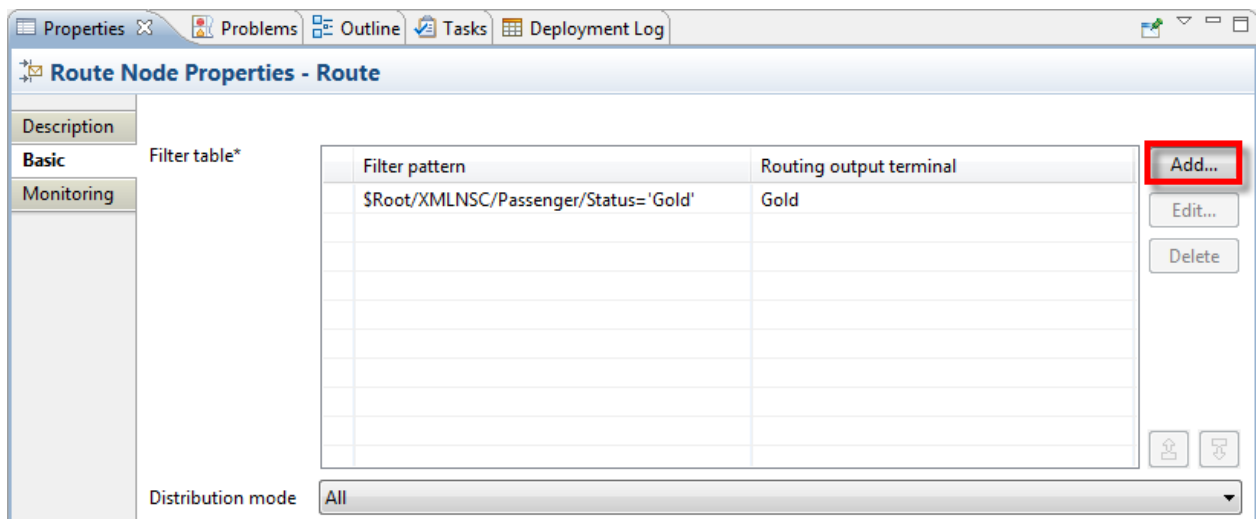 Properties Problems Outline Tasks Deployment Log
Route Node Properties - Route
Description
Basic
Monitoring
Filter table*
Filter pattern Routing output terminal
$Root/XMLNSC/Passenger/Status='Gold' Gold
Add...
Edit...
Delete
Distribution mode All